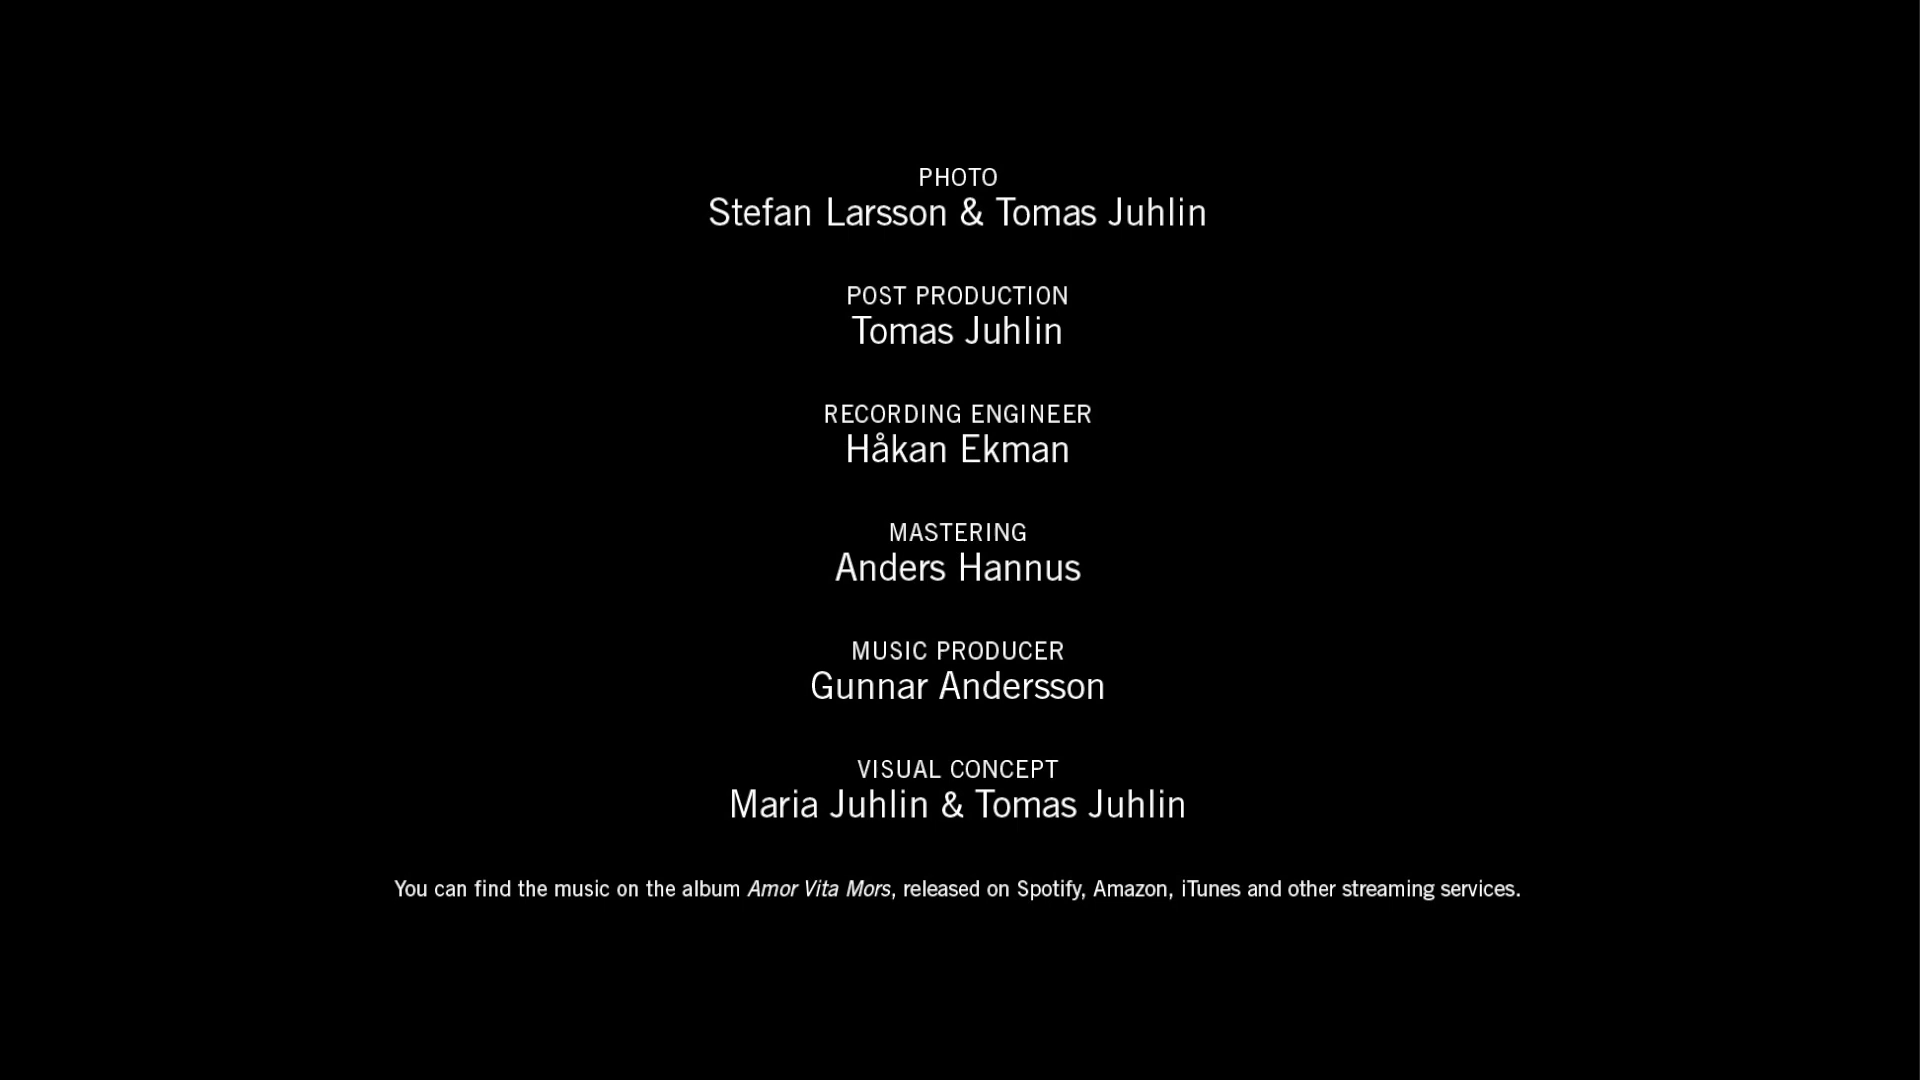 PHOTO
Stefan Larsson & Tomas Juhlin
POST PRODUCTION
Tomas Juhlin
RECORDING ENGINEER
Håkan Ekman
MASTERING
Anders Hannus
MUSIC PRODUCER
Gunnar Andersson
VISUAL CONCEPT
Maria Juhlin & Tomas Juhlin
You can find the music on the album Amor Vita Mors, released on Spotify, Amazon, iTunes and other streaming services.